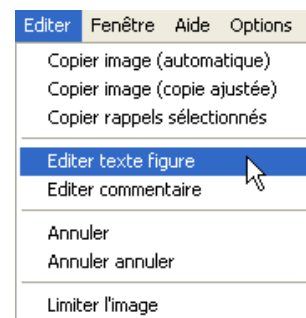 Editer Fenêtre Aide Options
Copier image (automatique)
Copier image (copie ajustée)
Copier rappels sélectionnés
Editer texte figure
Editer commentaire
Annuler
Annuler annuler
Limiter l'image